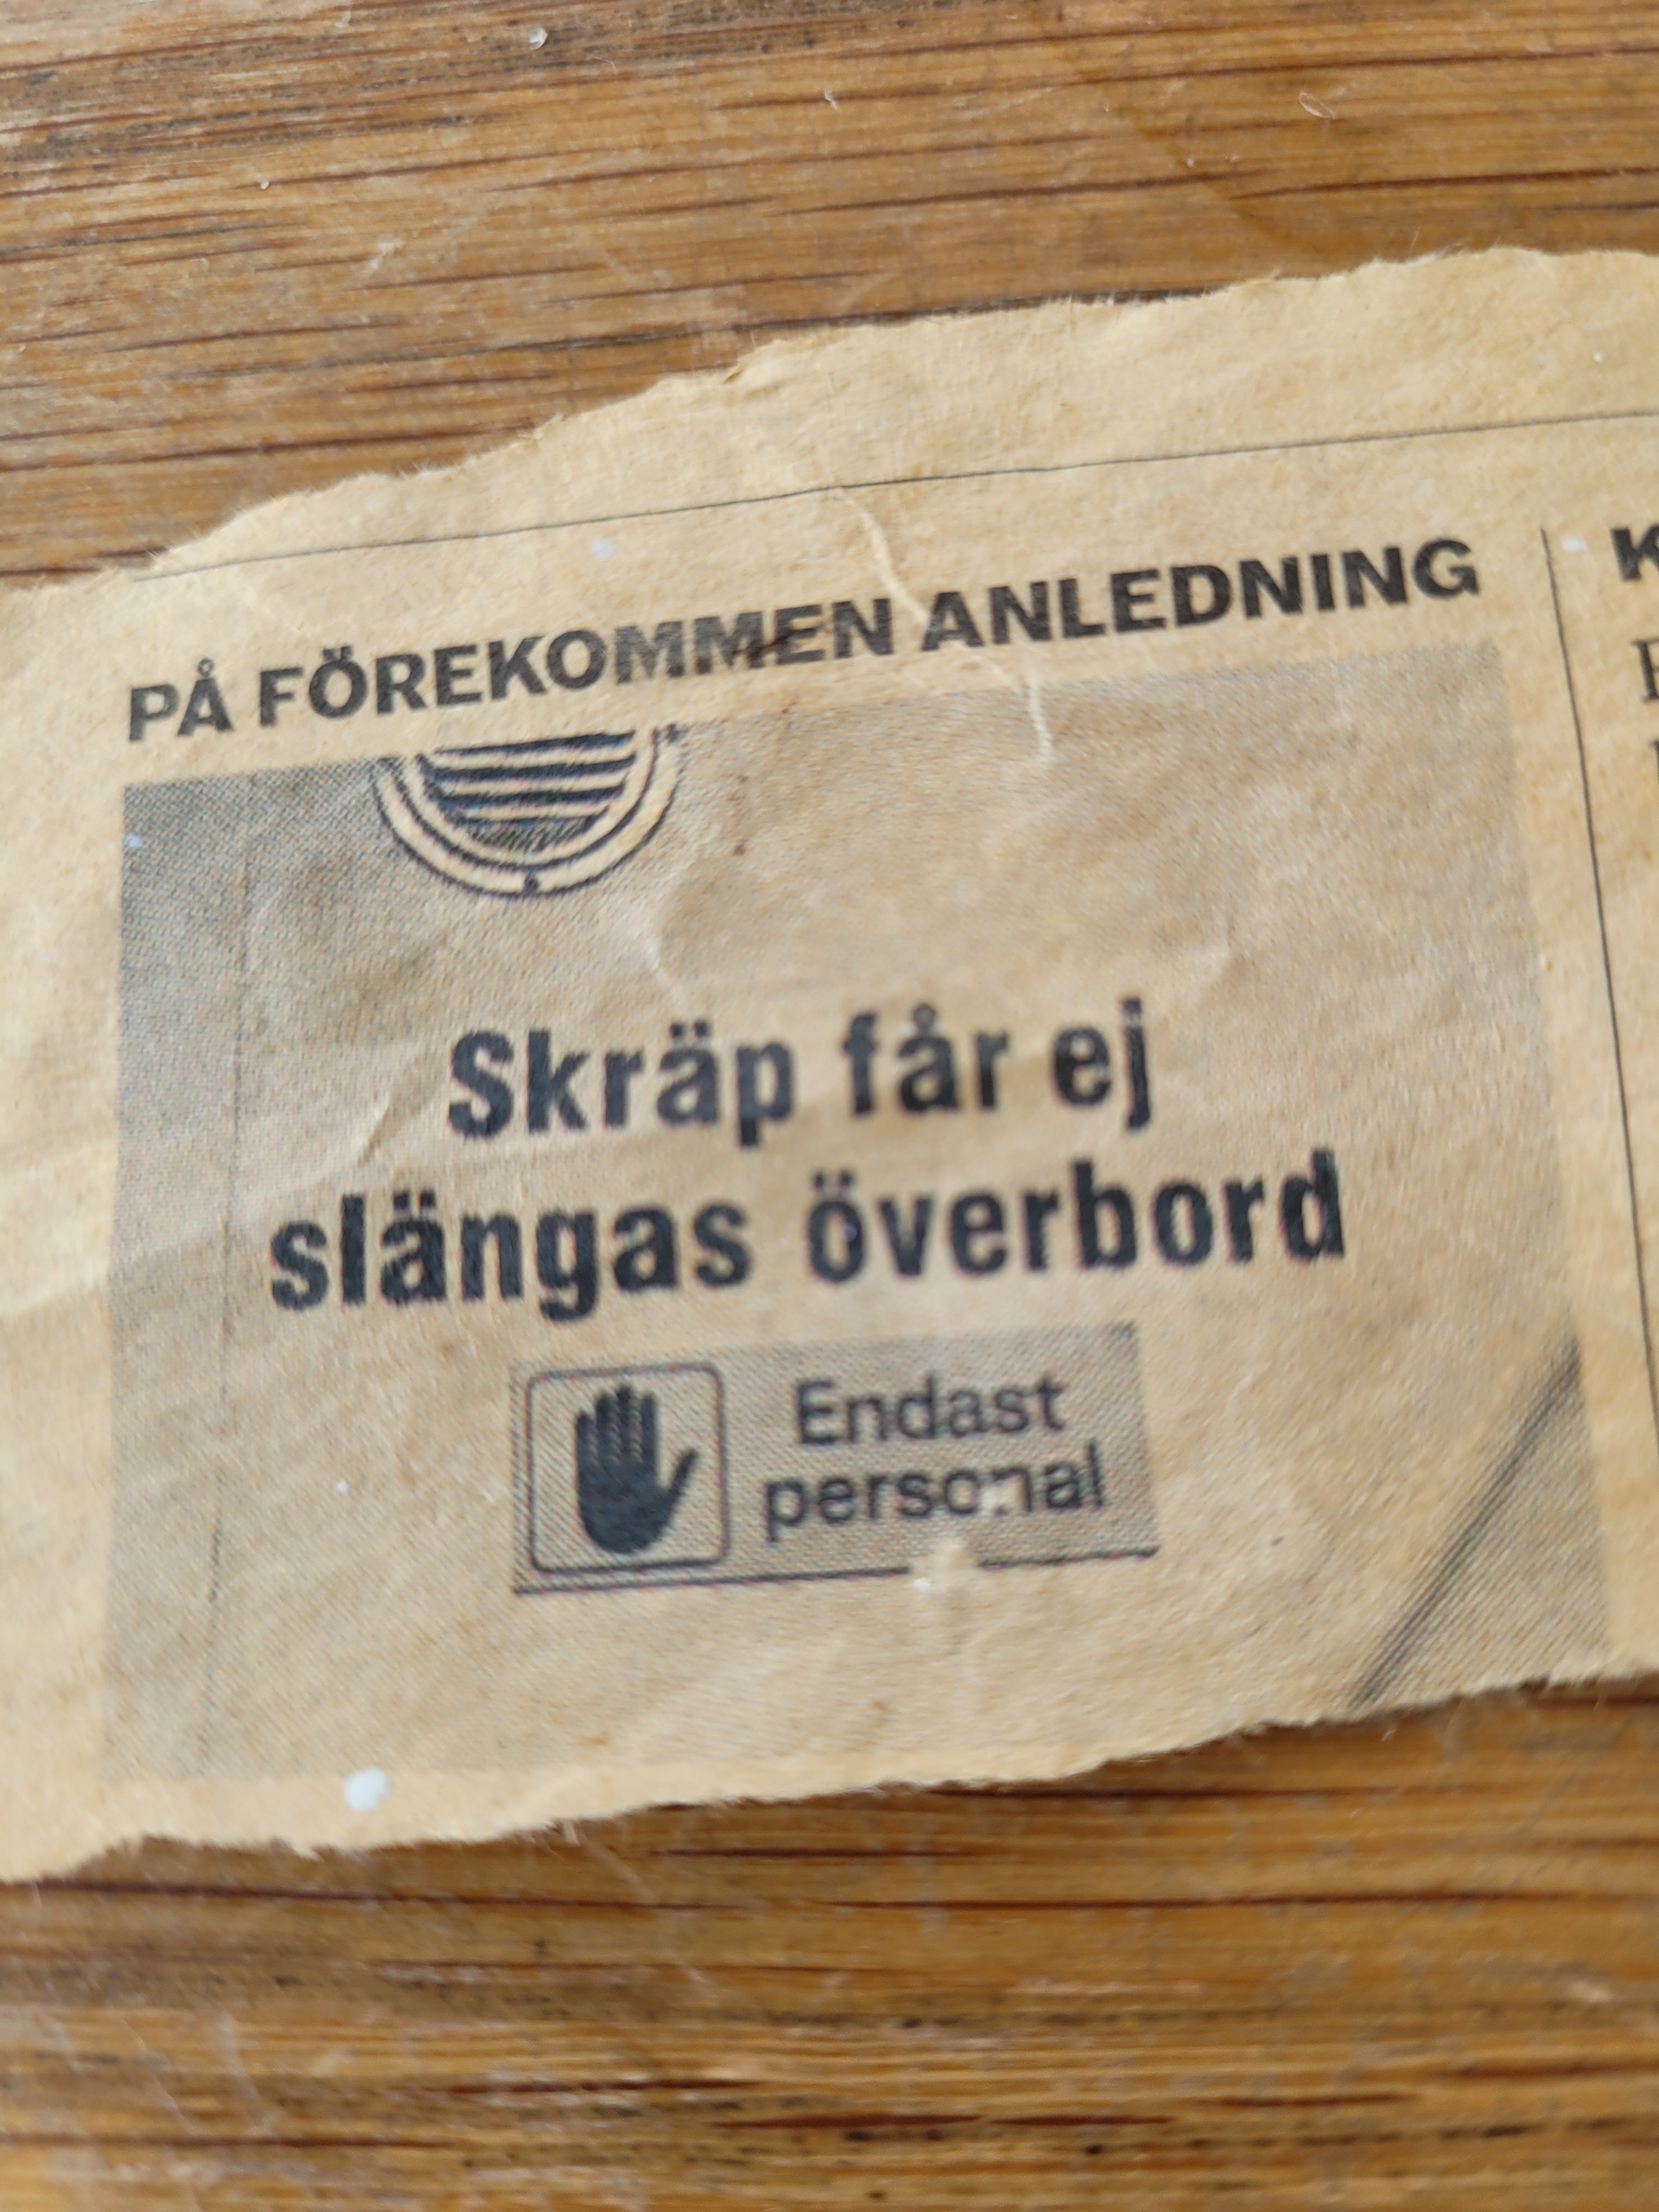 PÅ FÖREKOMMEN ANLEDNING
Skräp får ej
slängas överbord
Endast
personal
K